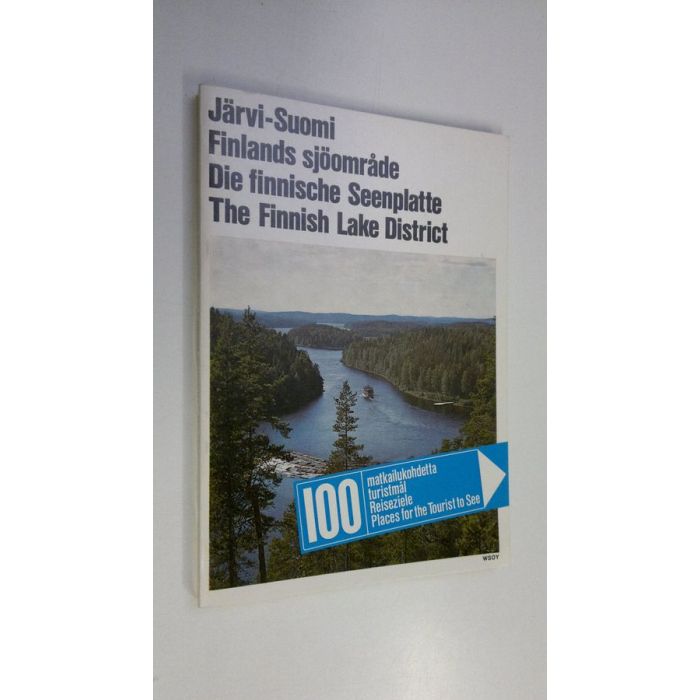 Järvi-Suomi
Finlands sjöområde
Die finnische Seenplatte
The Finnish Lake District
100
matkailukohdetta
turistmål
Reiseziele
Places for the Tourist to See
WSOY